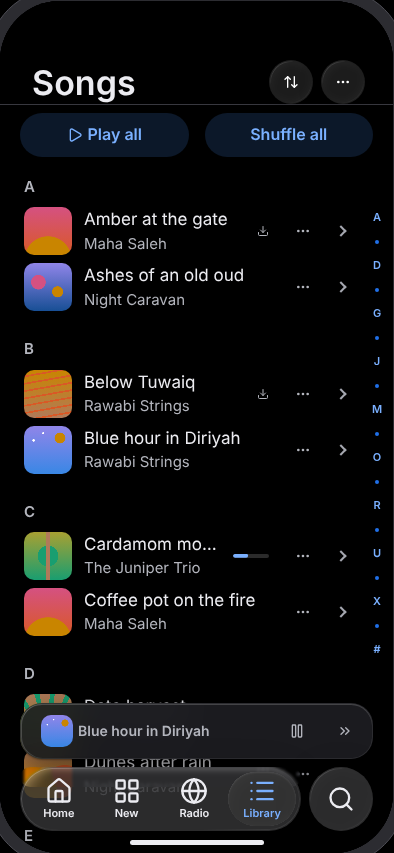 Songs
Play all
Shuffle all
A
Amber at the gate
Maha Saleh
Ashes of an old oud
Night Caravan
B
Below Tuwaiq
Rawabi Strings
Blue hour in Diriyah
Rawabi Strings
C
Cardamom mo...
The Juniper Trio
Coffee pot on the fire
Maha Saleh
D
Blue hour in Diriyah
Dunes after rain
Night Caravan
Home
New
Radio
Library
E
A
D
G
J
M
O
R
U
X
#